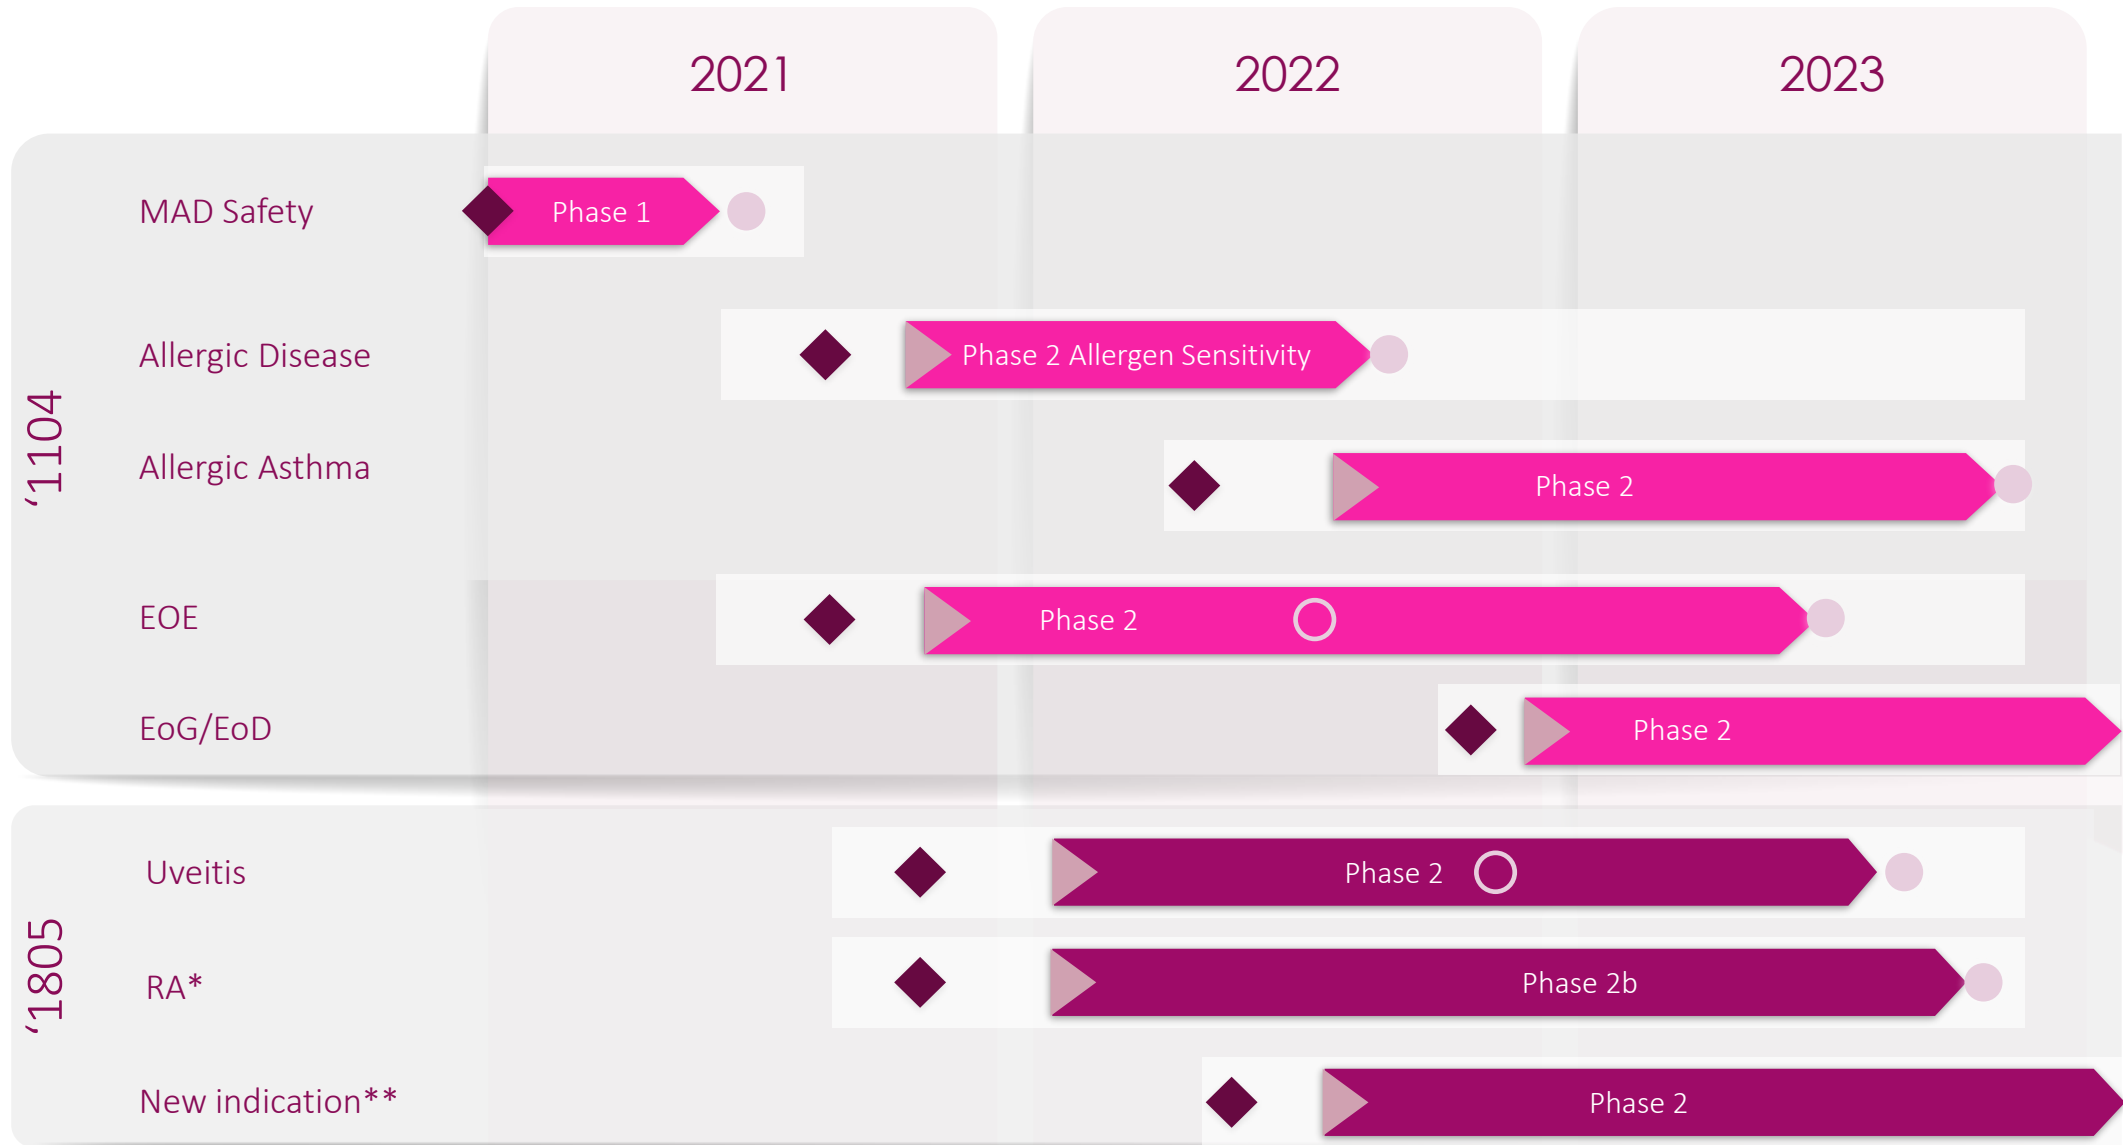 2021
2022
2023
‘1104
MAD Safety
Phase 1
Allergic Disease
Phase 2 Allergen Sensitivity
Allergic Asthma
Phase 2
EOE
Phase 2
EoG/EoD
Phase 2
‘1805
Uveitis
Phase 2
RA*
Phase 2b
New indication**
Phase 2